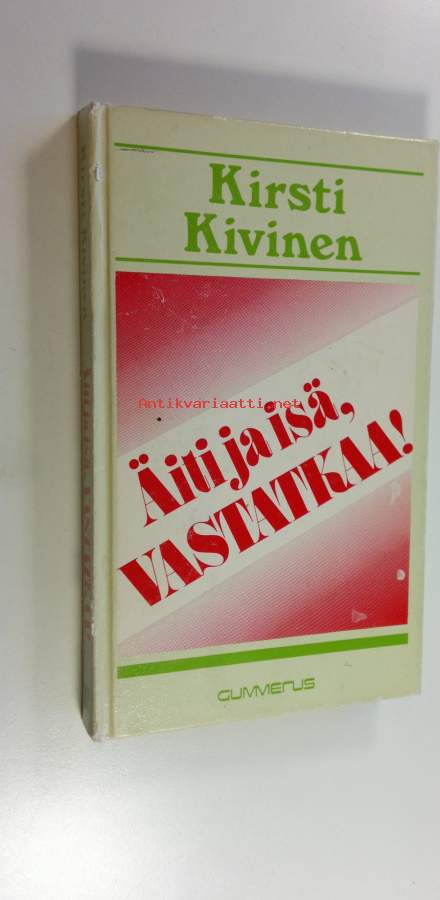 Kirsti
Kivinen
Antikvariaatti.net
Äiti ja isä,
VASTATKAA!
GUMMERUS